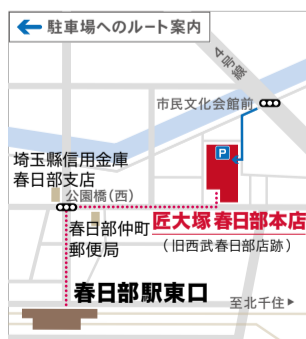 駐車場へのルート案内
4号線
市民文化会館前
P
埼玉縣信用金庫
春日部支店
公園橋(西)
春日部仲町
郵便局
匠大塚 春日部本店
(旧西武春日部店跡)
春日部駅東口
至北千住